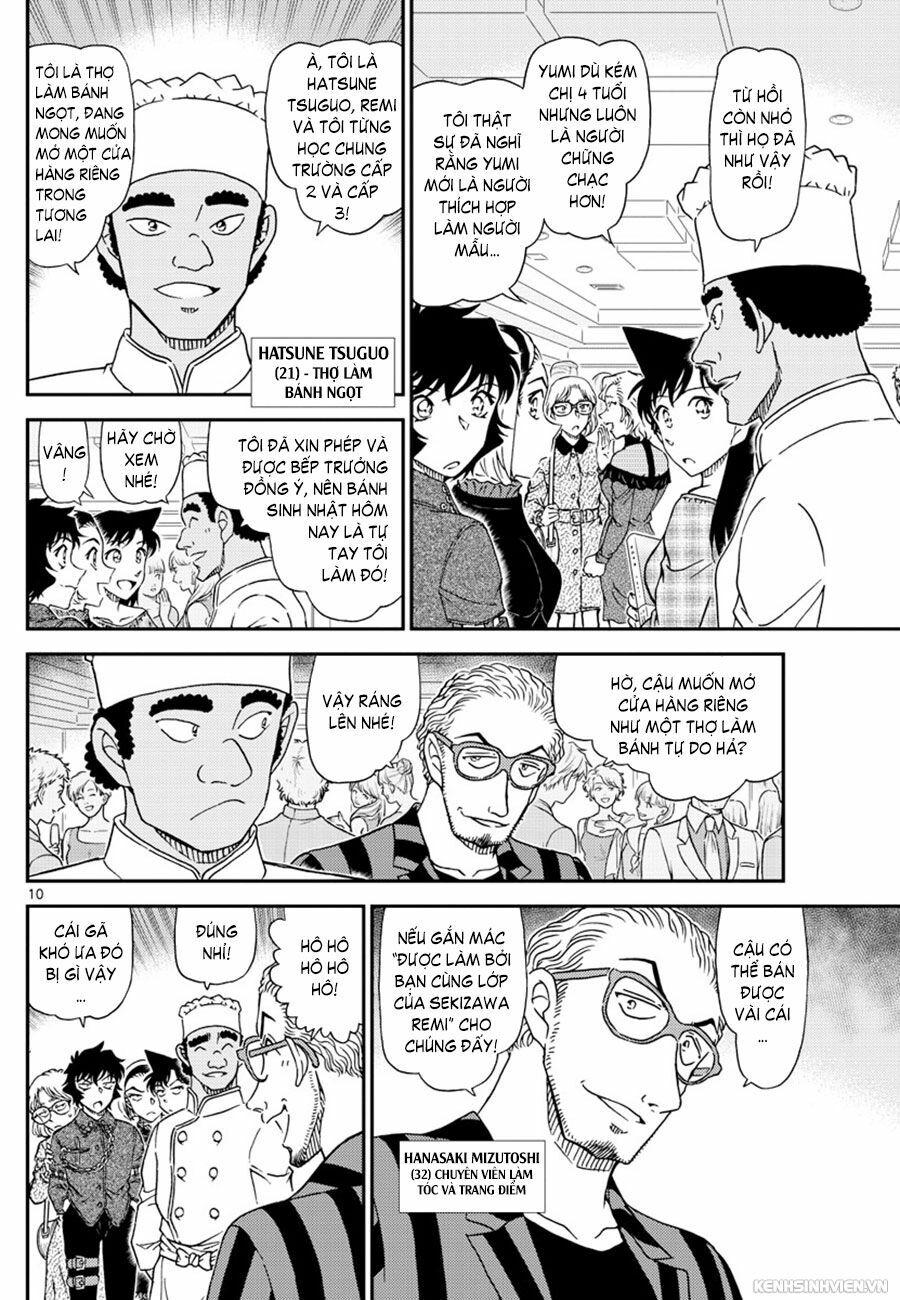 TỪ HỒI
CÒN NHỎ
THÌ HỌ ĐÃ
NHƯ VẬY
RỒI!
YUMI DÙ KÉM
CHỊ 4 TUỔI
NHƯNG LUÔN
LÀ NGƯỜI
CHỮNG
CHẠC
HƠN!
TÔI THẬT
SỰ ĐÃ NGHĨ
RẰNG YUMI
MỚI LÀ NGƯỜI
THÍCH HỢP
LÀM NGƯỜI
MẪU...
À, TÔI LÀ
HATSUNE
TSUGUO, REMI
VÀ TÔI TỪNG
HỌC CHUNG
TRƯỜNG CẤP
2 VÀ CẤP
3!
TÔI LÀ THỢ
LÀM BÁNH
NGỌT, ĐANG
MONG MUỐN
MỞ MỘT CỬA
HÀNG RIÊNG
TRONG
TƯƠNG
LAI!
HATSUNE TSUGUO
(21) - THỢ LÀM
BÁNH NGỌT
TÔI ĐÃ XIN PHÉP VÀ
ĐƯỢC BẾP TRƯỞNG
ĐỒNG Ý, NÊN BÁNH
SINH NHẬT HÔM
NAY LÀ TỰ
TAY TÔI
LÀM ĐÓ!
HÃY CHỜ
XEM
NHÉ!
VÂNG
!
HỜ, CẬU MUỐN MỞ
CỬA HÀNG RIÊNG
NHƯ MỘT THỢ LÀM
BÁNH TỰ DO HẢ?
VẬY RÁNG
LÊN NHÉ!
10
CẬU CÓ
THỂ BÁN
ĐƯỢC
VÀI CÁI
...
NẾU GẮN MÁC
“ĐƯỢC LÀM BỞI
BẠN CÙNG LỚP
CỦA SEKIZAWA
REMI” CHO
CHÚNG ĐẤY!
HANASAKI MIZUTOSHI
(32) CHUYÊN VIÊN LÀM
TÓC VÀ TRANG ĐIỂM
HÔ HÔ
HÔ HÔ
HÔ!
ĐÚNG
NHỈ!
CÁI GÃ
KHÓ ƯA ĐÓ
BỊ GÌ VẬY
...
KENHSINHVIEN.VN